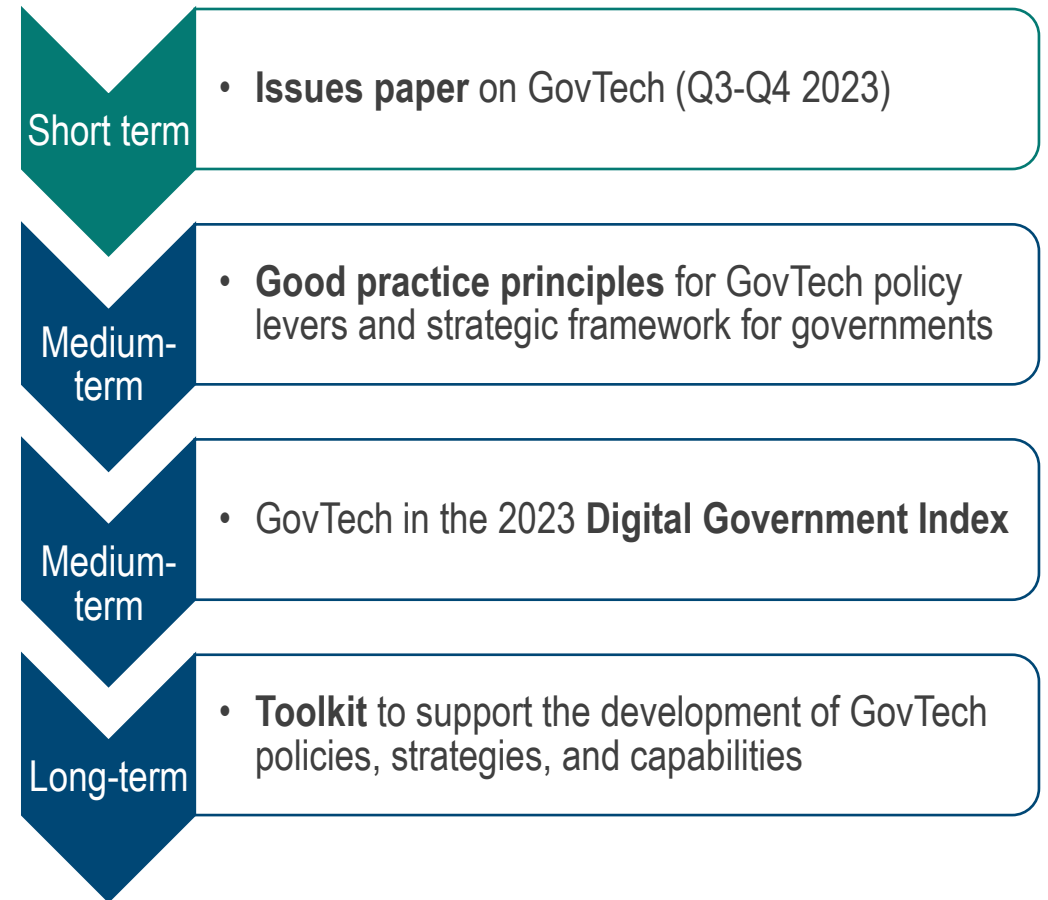 Short term
• Issues paper on GovTech (Q3-Q4 2023)
Medium-
term
• Good practice principles for GovTech policy
levers and strategic framework for governments
Medium-
term
• GovTech in the 2023 Digital Government Index
Long-term
• Toolkit to support the development of GovTech
policies, strategies, and capabilities